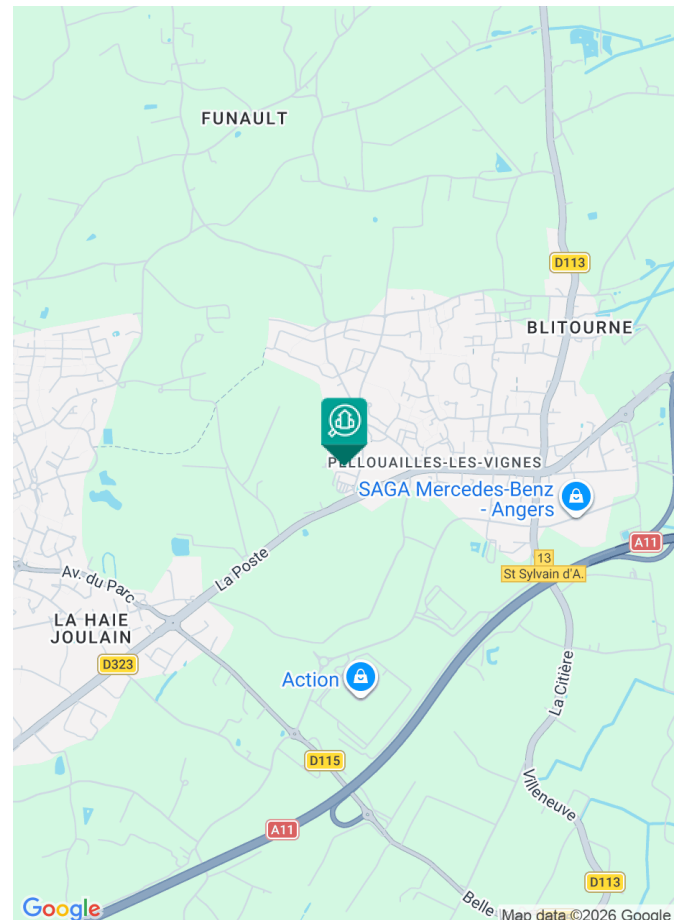 FUNAULT
D113
BLITOURNE
PELLOUAILLES-LES-VIGNES
SAGA Mercedes-Benz
- Angers
A11
13
St Sylvain d'A.
La Poste
Av. du Parc
LA HAIE
JOULAIN
D323
Action
La Citière
D115
Villeneuve
A11
D113
Belle
Google
Map data ©2026 Google